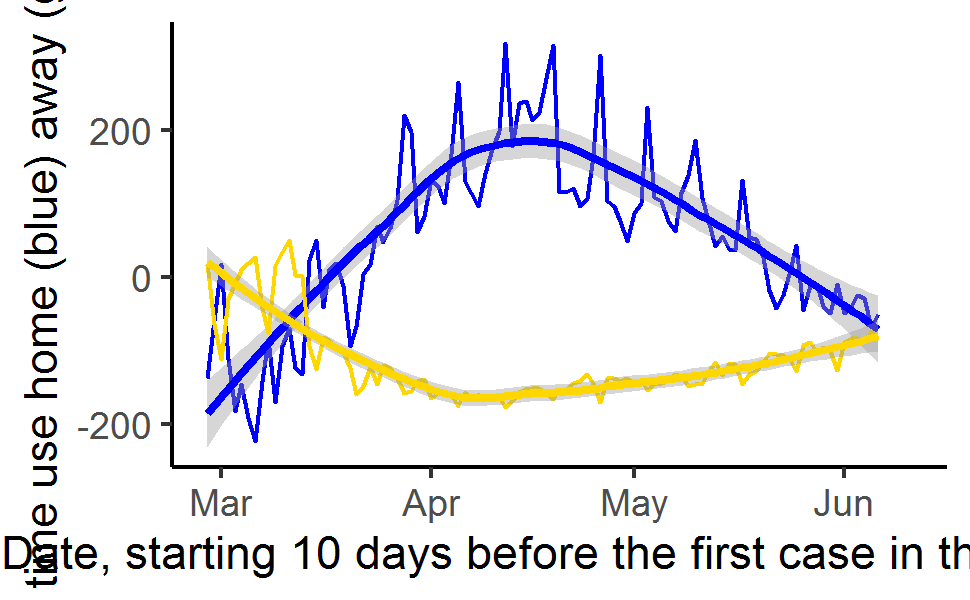 time use home (blue) away (
200
0
-200
Mar Apr May Jun
Date, starting 10 days before the first case in th